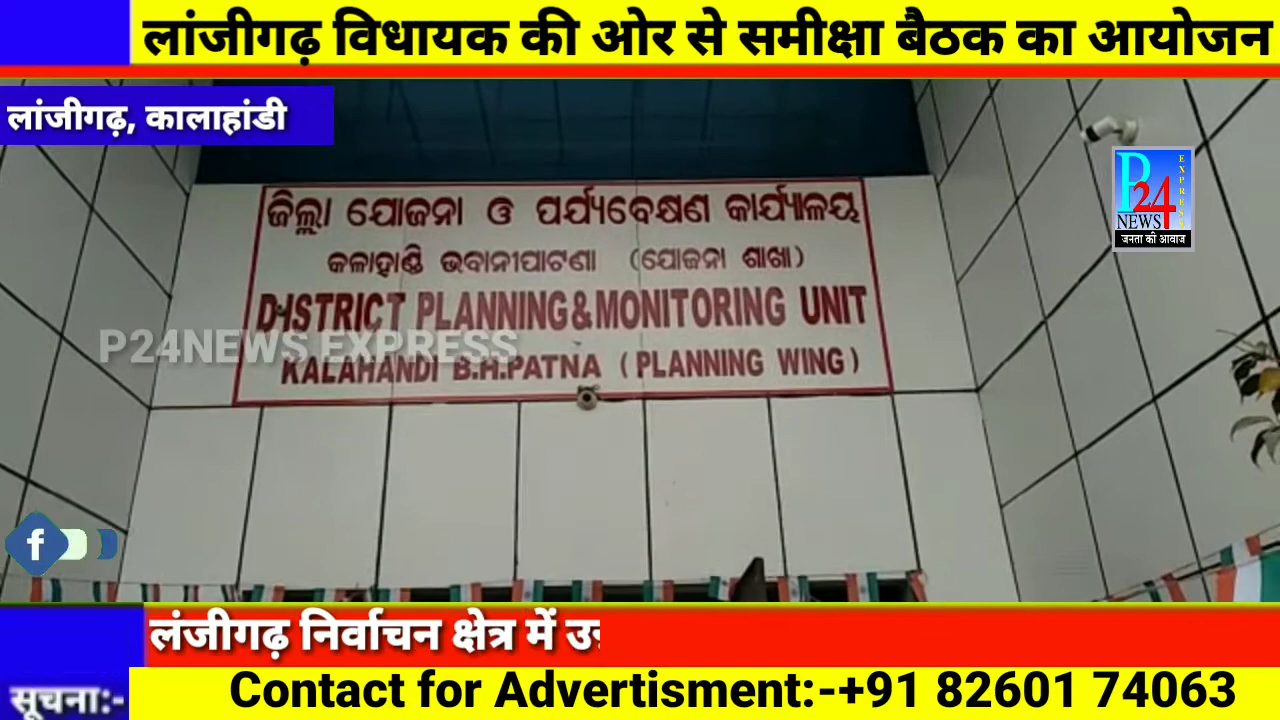 लांजीगढ़ विधायक की ओर से समीक्षा बैठक का आयोजन
लांजीगढ़, कालाहांडी
P24
EXPRESS
NEWS
जनता की आवाज
ଜିଲ୍ଲା ଯୋଜନା ଓ ପର୍ଯ୍ୟବେକ୍ଷଣ କାର୍ଯ୍ୟାଳୟ
କଳାହାଣ୍ଡି ଭବାନୀପାଟଣା (ଯୋଜନା ଶାଖା)
DISTRICT PLANNING & MONITORING UNIT
P24NEWS EXPRESS
KALAHANDI B.H.PATNA (PLANNING WING)
f
लंजीगढ़ निर्वाचन क्षेत्र में
सूचना:-
Contact for Advertisment:-+91 82601 74063